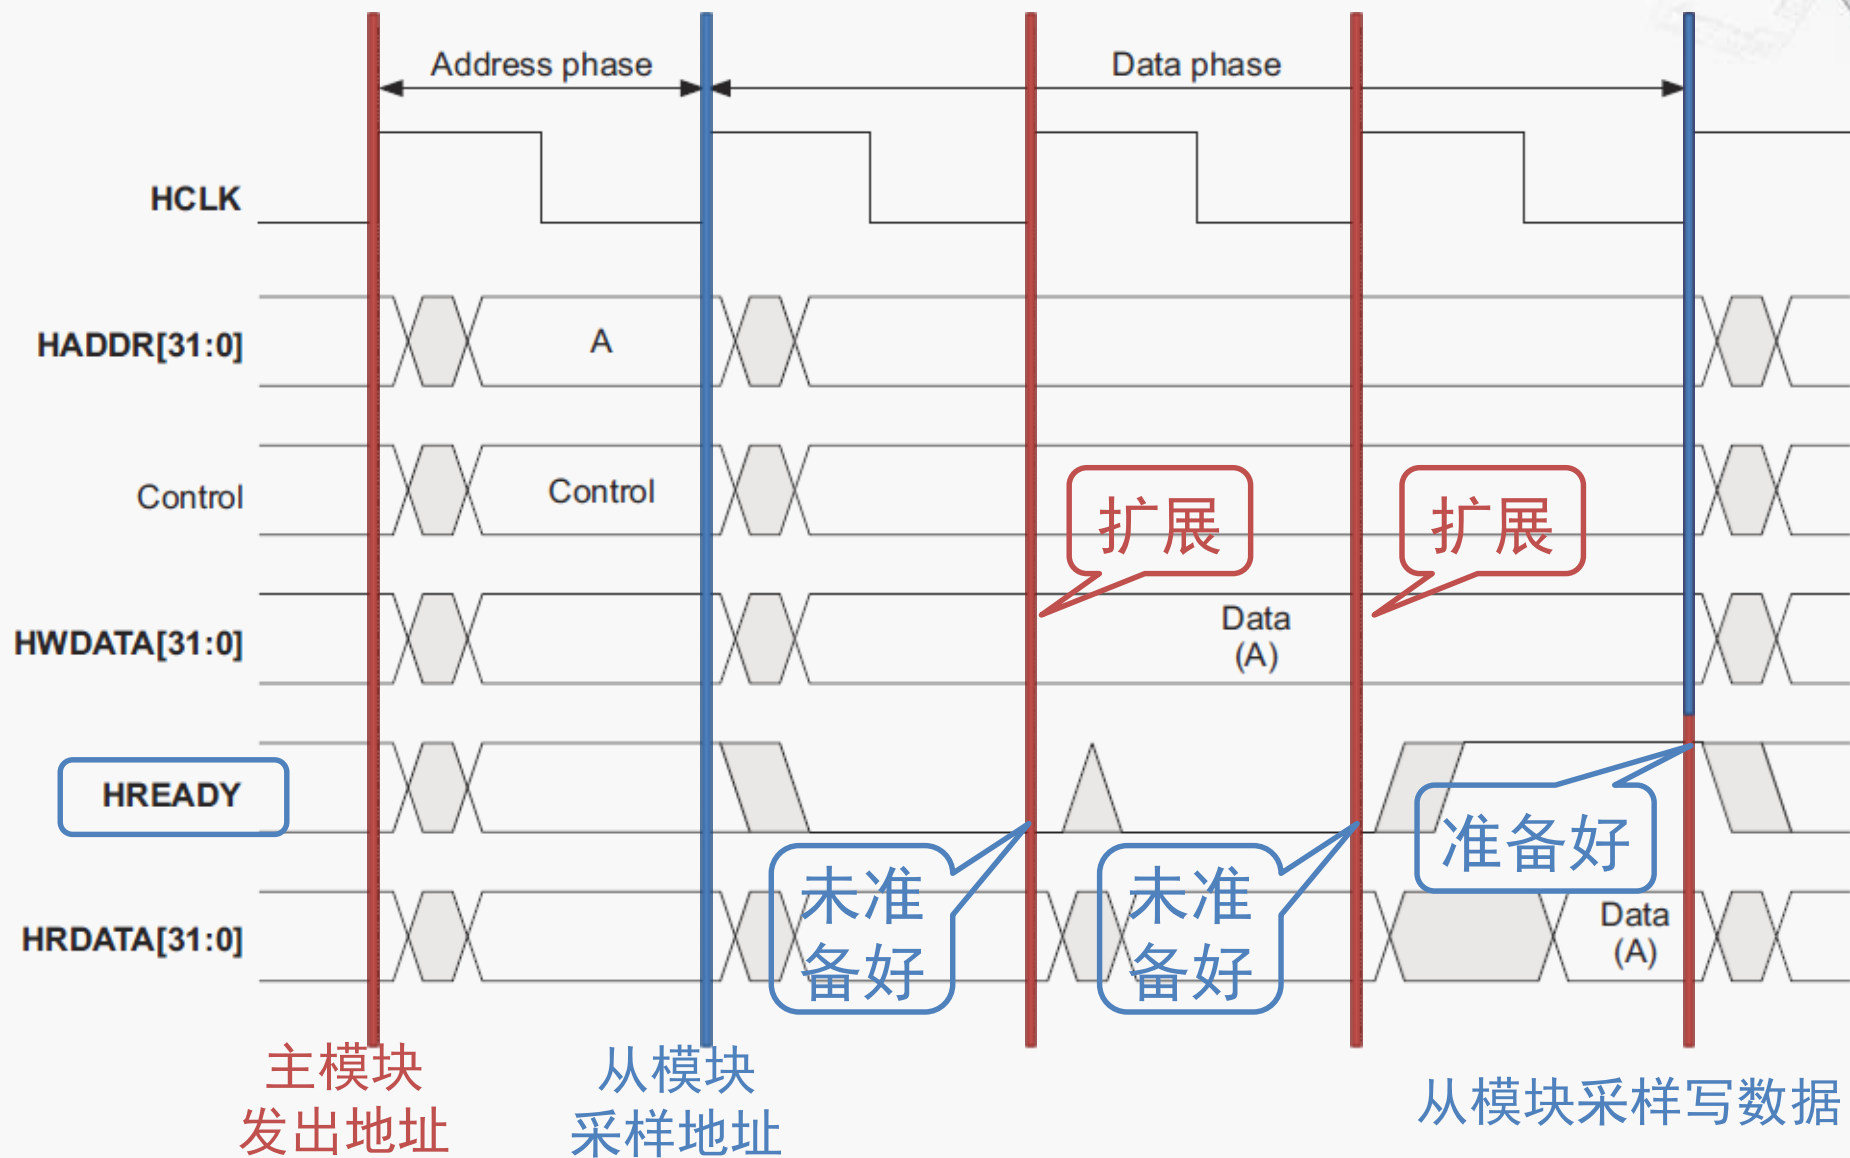 Address phase
Data phase
HCLK
HADDR[31:0]
A
Control
Control
扩展
扩展
HWDATA[31:0]
Data
(A)
HREADY
准备好
未准
备好
未准
备好
HRDATA[31:0]
Data
(A)
主模块
发出地址
从模块
采样地址
从模块采样写数据